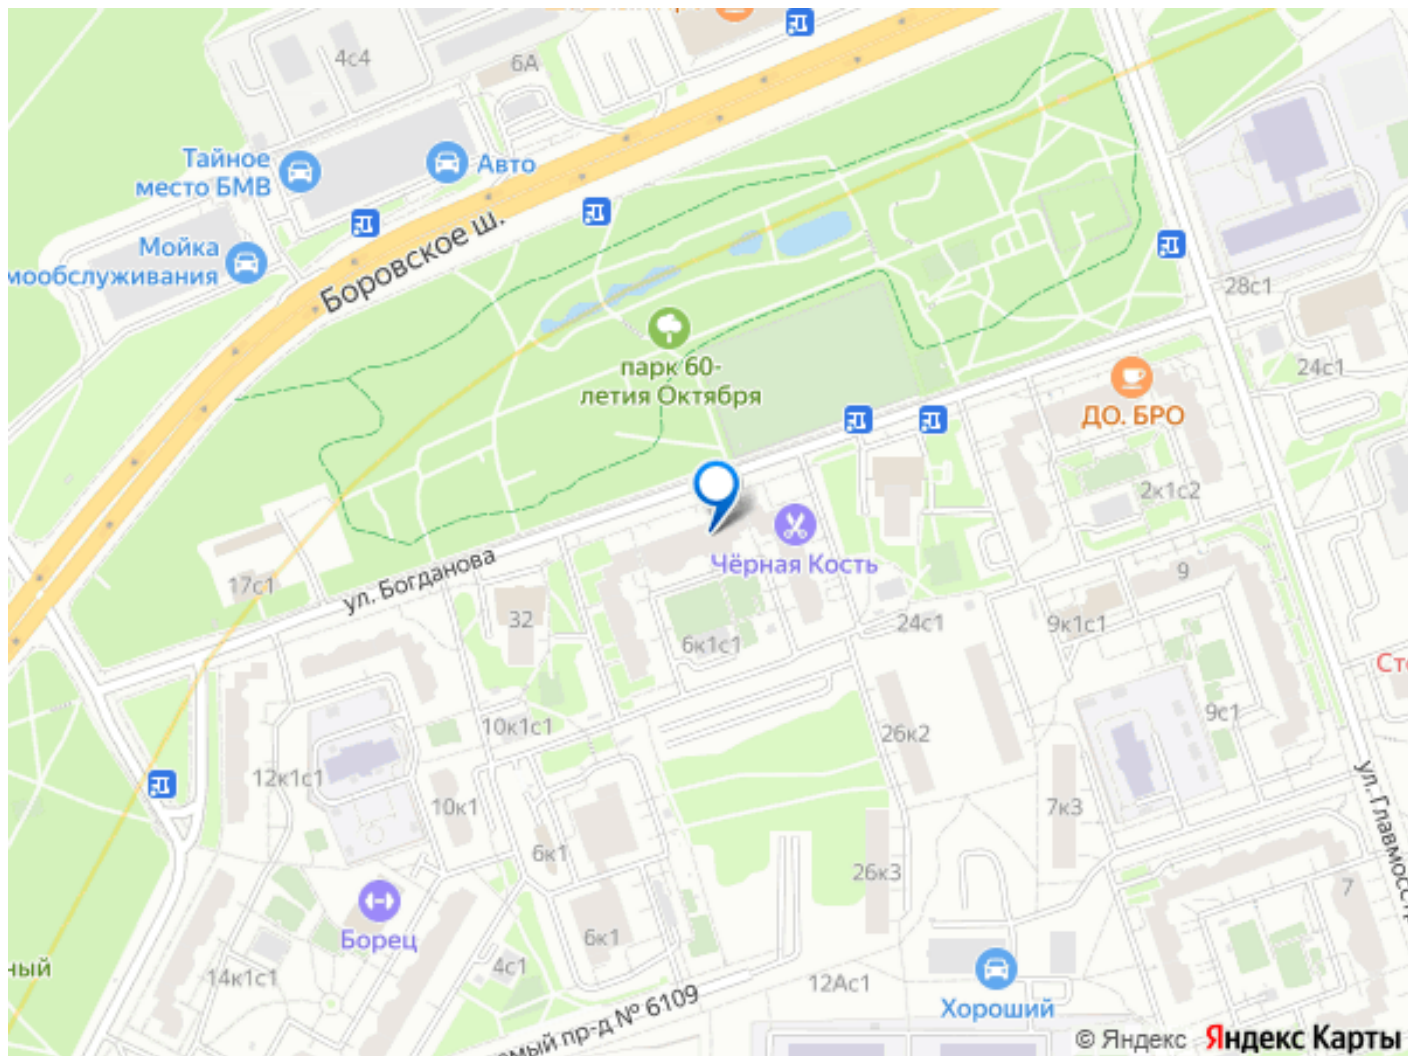 4с4
6А
Тайное
место БМВ
Авто
Мойка
мообслуживания
Боровское ш.
28с1
парк 60-
летия Октября
24с1
ДО. БРО
2к1с2
Чёрная Кость
ул. Богданова
17с1
32
9
6к1с1
24с1
9к1с1
Ст
10к1с1
26к2
9с1
12к1с1
10к1
7к3
ул. Главмосстр
6к1
26к3
7
Борец
6к1
ный
14к1с1
4с1
12Ас1
Хороший
емый пр-д № 6109
© Яндекс Яндекс Карты